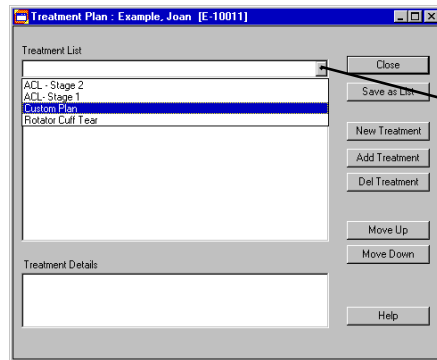 Treatment Plan : Example, Joan [E-10011]
Treatment List
Close
ACL - Stage 2
ACL- Stage 1
Custom Plan
Rotator Cuff Tear
Save as List
New Treatment
Add Treatment
Del Treatment
Move Up
Move Down
Treatment Details
Help